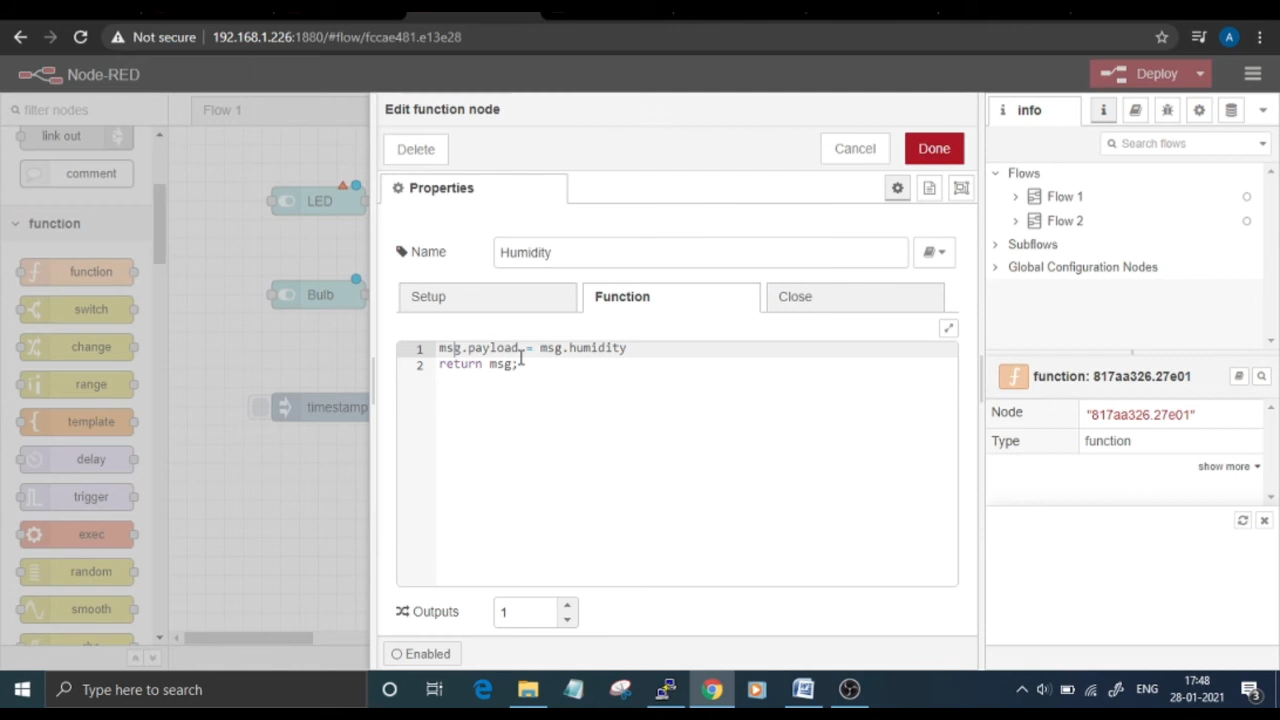 Not secure
192.168.1.226:1880/#flow/fccae481.e13e28
A
Node-RED
Deploy
filter nodes
Flow 1
Edit function node
info
Search flows
link out
comment
function
function
switch
change
range
template
delay
trigger
exec
random
smooth
LED
Bulb
timestamp
Delete
Cancel
Done
Properties
Name
Humidity
Setup
Function
Close
1 msg.payload = msg.humidity
2 return msg;
Outputs
1
Enabled
Flows
Flow 1
Flow 2
Subflows
Global Configuration Nodes
function: 817aa326.27e01
Node "817aa326.27e01"
Type function
show more
Type here to search
ENG
17:48
28-01-2021
3